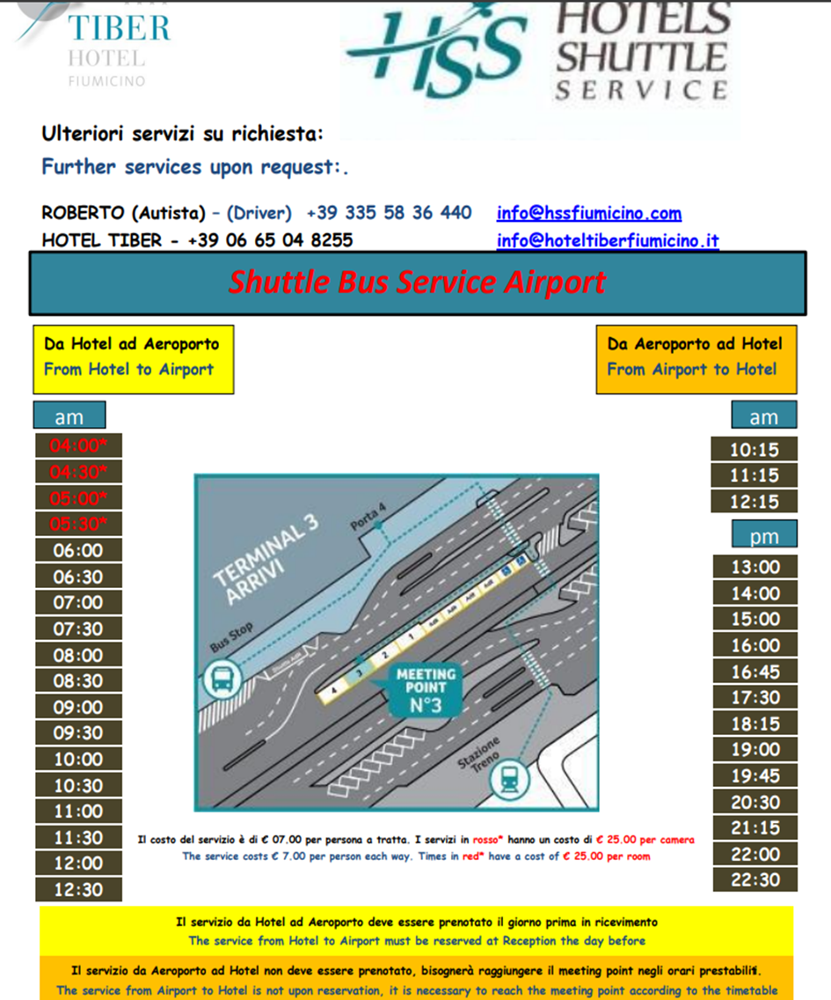 TIBER
HOTEL
FIUMICINO
HSS
HOTELS
SHUTTLE
SERVICE
Ulteriori servizi su richiesta:
Further services upon request:.
ROBERTO (Autista) – (Driver) +39 335 58 36 440 info@hssfiumicino.com
HOTEL TIBER - +39 06 65 04 8255 info@hoteltiberfiumicino.it
Shuttle Bus Service Airport
Da Hotel ad Aeroporto
From Hotel to Airport
am
04:00*
04:30*
05:00*
05:30*
06:00
06:30
07:00
07:30
08:00
08:30
09:00
09:30
10:00
10:30
11:00
11:30
12:00
12:30
TERMINAL 3
ARRIVI
Porta 4
Bus Stop
Shuttle AdR
4
3
2
1
AdR
AdR
AdR
AdR
MEETING
POINT
N°3
Stazione
Treno
Da Aeroporto ad Hotel
From Airport to Hotel
am
10:15
11:15
12:15
pm
13:00
14:00
15:00
16:00
16:45
17:30
18:15
19:00
19:45
20:30
21:15
22:00
22:30
Il costo del servizio è di € 07.00 per persona a tratta. I servizi in rosso* hanno un costo di € 25.00 per camera
The service costs € 7.00 per person each way. Times in red* have a cost of € 25.00 per room
Il servizio da Hotel ad Aeroporto deve essere prenotato il giorno prima in ricevimento
The service from Hotel to Airport must be reserved at Reception the day before
Il servizio da Aeroporto ad Hotel non deve essere prenotato, bisognerà raggiungere il meeting point negli orari prestabiliti.
The service from Airport to Hotel is not upon reservation, it is necessary to reach the meeting point according to the timetable